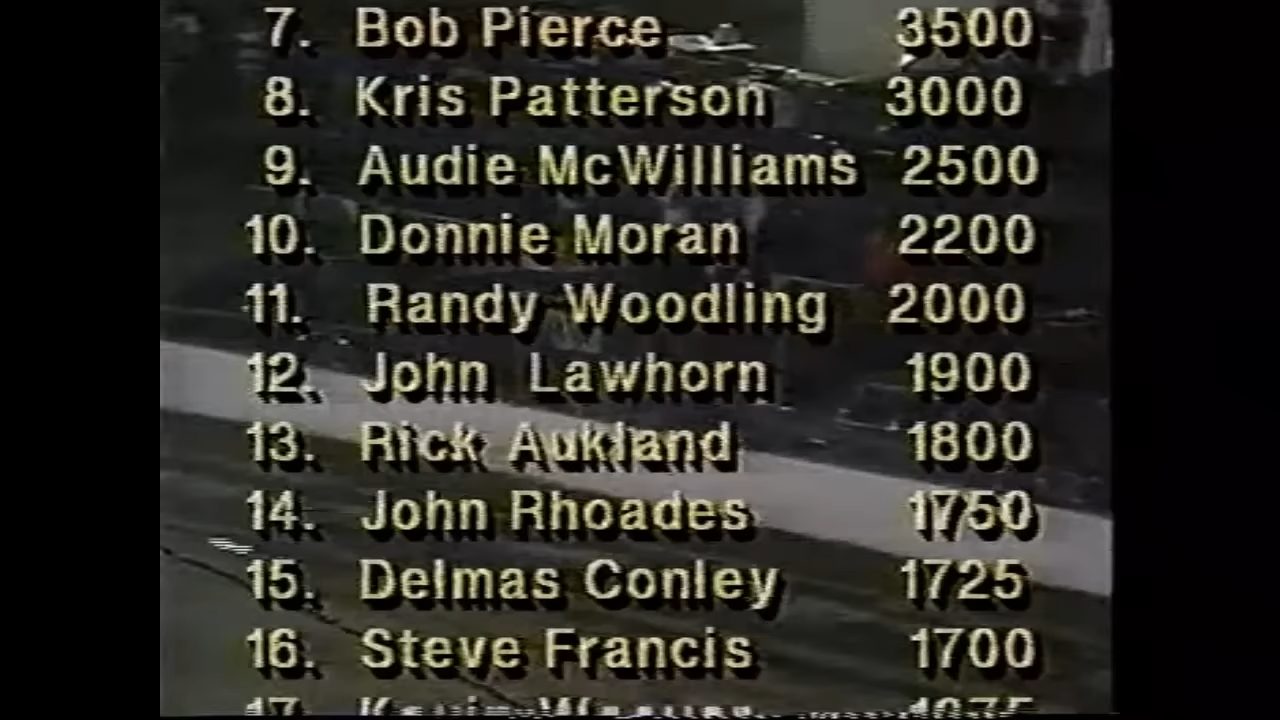 7. Bob Pierce 3500
8. Kris Patterson 3000
9. Audie McWilliams 2500
10. Donnie Moran 2200
11. Randy Woodling 2000
12. John Lawhorn 1900
13. Rick Aukland 1800
14. John Rhoades 1750
15. Delmas Conley 1725
16. Steve Francis 1700
17.